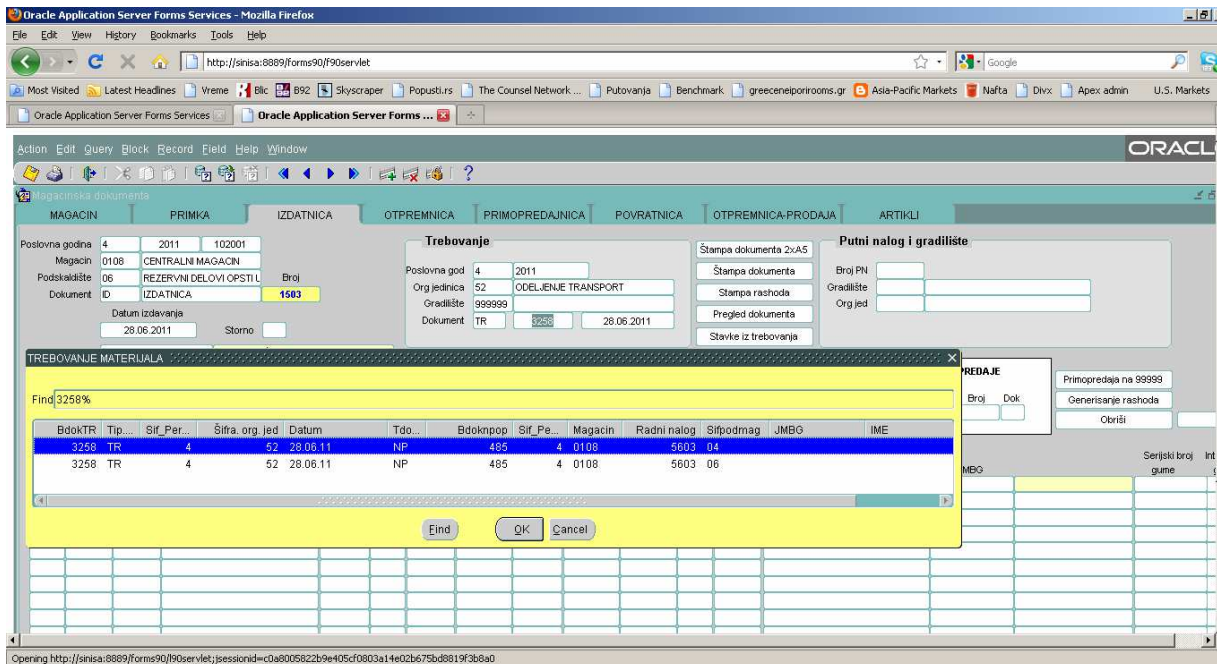 Oracle Application Server Forms Services - Mozilla Firefox
File Edit View History Bookmarks Tools Help
http://sinisa:8889/forms90/f90servlet
Google
Most Visited Latest Headlines Vreme Blic B92 Skyscraper Popusti.rs The Counsel Network ... Putovanja Benchmark greeceneiporirooms.gr Asia-Pacific Markets Nafta Divx Apex admin U.S. Markets
Oracle Application Server Forms Services Oracle Application Server Forms ...
Action Edit Query Block Record Field Help Window ORACL
Magacinska dokumenta
MAGACIN PRIMKA IZDATNICA OTPREMNICA PRIMOPREDAJNICA POVRATNICA OTPREMNICA-PRODAJA ARTIKLI
Poslovna godina 4 2011 102001
Magacin 0108 CENTRALNI MAGACIN
Podskaldište 06 REZERVNI DELOVI OPSTI U Broj
Dokument ID IZDATNICA 1503
Datum izdavanja
28.06.2011 Storno
Trebovanje
Poslovna god 4 2011
Org jedinica 52 ODELJENJE TRANSPORT
Gradilište 999999
Dokument TR 3258 28.06.2011
Štampa dokumenta 2xA5
Štampa dokumenta
Stampa rashoda
Pregled dokumenta
Stavke iz trebovanja
Putni nalog i gradilište
Broj PN
Gradilište
Org jed
TREBOVANJE MATERIJALA
Find 3258%
BdokTR Tip.... Sif_Per... Šifra. org. jed Datum Tdo... Bdoknpop Sif_Pe... Magacin Radni nalog Sifpodmag JMBG IME
3258 TR 4 52 28.06.11 NP 485 4 0108 5603 04
3258 TR 4 52 28.06.11 NP 485 4 0108 5603 06
Find OK Cancel
PREDAJE
Broj Dok
Primopredaja na 99999
Generisanje rashoda
Obriši
JMBG
Serijski broj
gume
Int
Opening http://sinisa:8889/forms90/l90servlet;jsessionid=c0a8005822b9e405cf0803a14e02b675bd8819f3b8a0